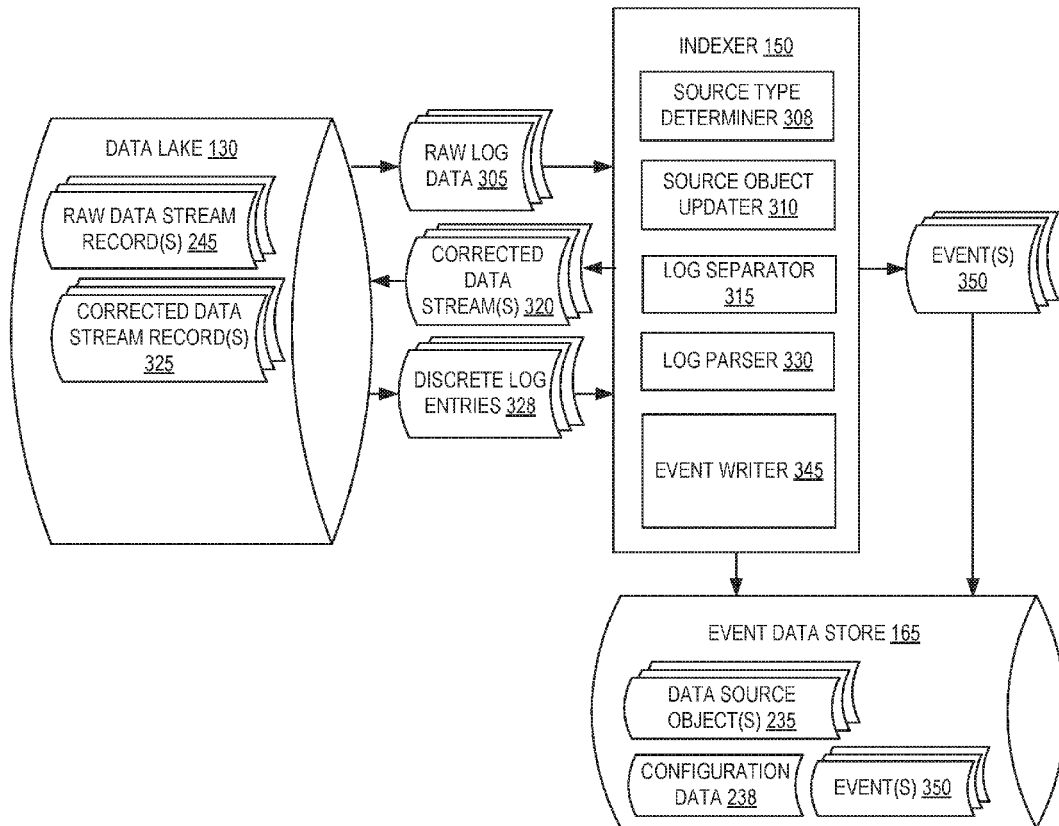 DATA LAKE 130
RAW DATA STREAM
RECORD(S) 245
CORRECTED DATA
STREAM RECORD(S)
325
RAW LOG
DATA 305
CORRECTED
DATA
STREAM(S) 320
DISCRETE LOG
ENTRIES 328
INDEXER 150
SOURCE TYPE
DETERMINER 308
SOURCE OBJECT
UPDATER 310
LOG SEPARATOR
315
LOG PARSER 330
EVENT WRITER 345
EVENT(S)
350
EVENT DATA STORE 165
DATA SOURCE
OBJECT(S) 235
CONFIGURATION
DATA 238
EVENT(S) 350